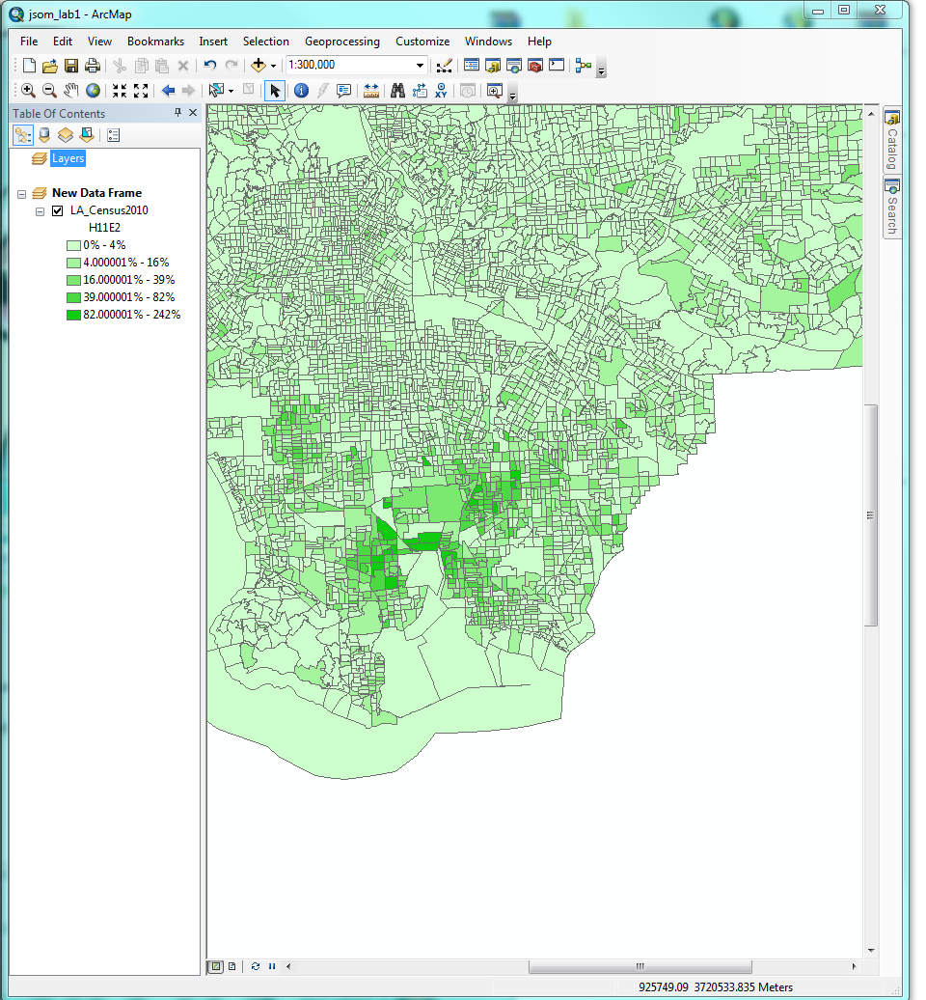 jsom_lab1 - ArcMap
File Edit View Bookmarks Insert Selection Geoprocessing Customize Windows Help
1:300,000
XY
Table Of Contents
Layers
New Data Frame
LA_Census2010
H11E2
0% - 4%
4.000001% - 16%
16.000001% - 39%
39.000001% - 82%
82.000001% - 242%
Catalog
Search
925749.09 3720533.835 Meters